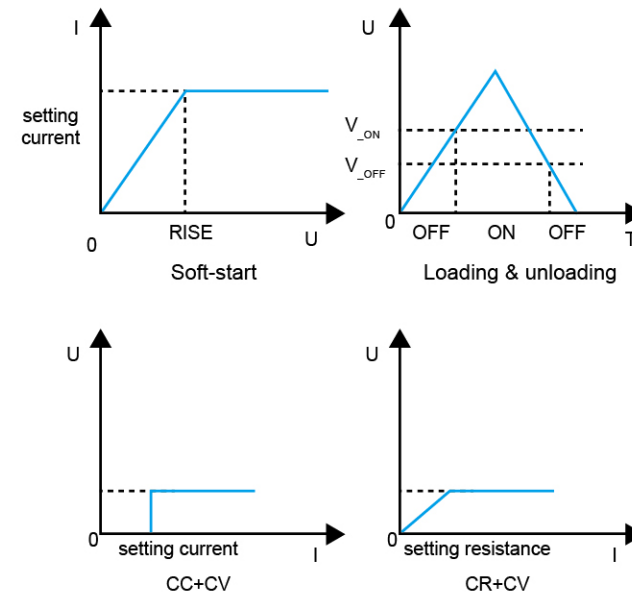 I
setting
current
0
RISE
U
Soft-start
U
V_ON
V_OFF
0
OFF
ON
OFF
T
Loading & unloading
U
0
setting current
I
CC+CV
U
0
setting resistance
I
CR+CV